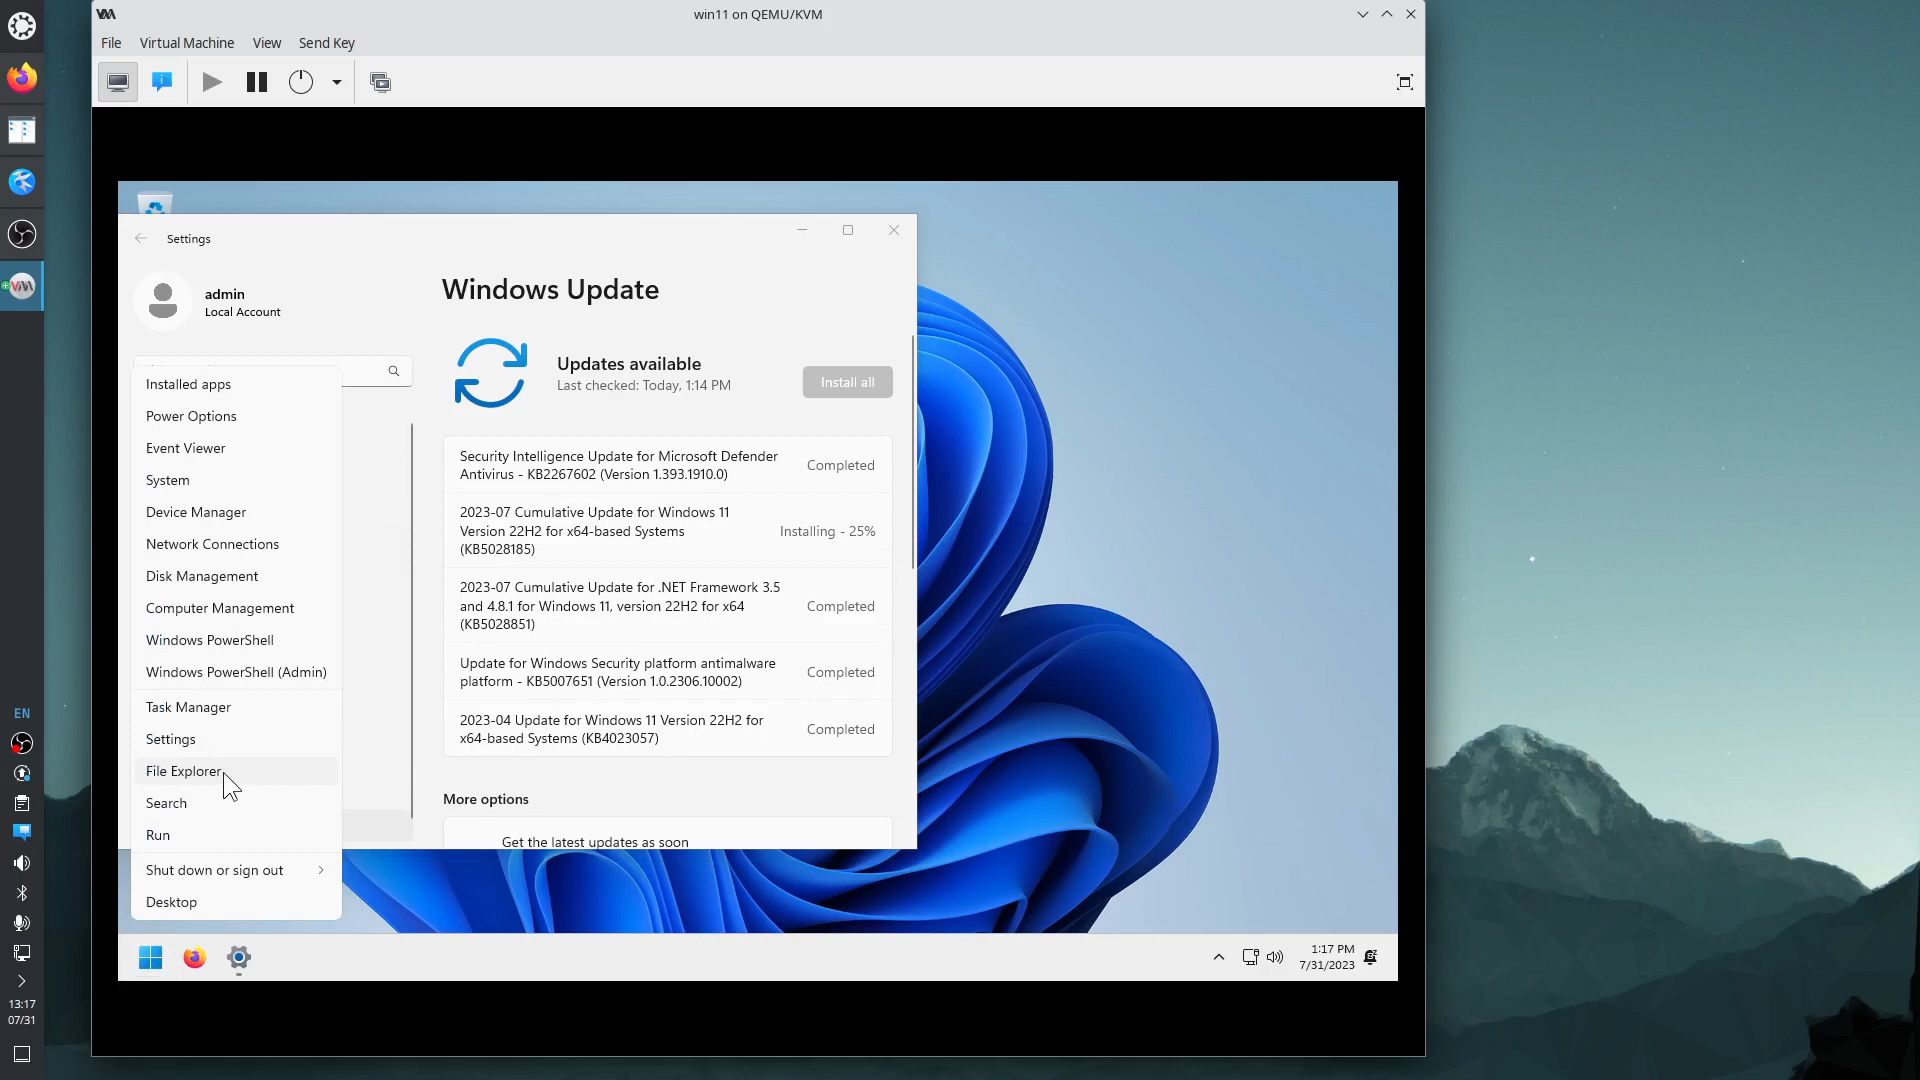 win11 on QEMU/KVM
File Virtual Machine View Send Key
Settings
admin
Local Account
Installed apps
Power Options
Event Viewer
System
Device Manager
Network Connections
Disk Management
Computer Management
Windows PowerShell
Windows PowerShell (Admin)
Task Manager
Settings
File Explorer
Search
Run
Shut down or sign out
Desktop
Windows Update
Updates available
Last checked: Today, 1:14 PM
Install all
Security Intelligence Update for Microsoft Defender
Antivirus - KB2267602 (Version 1.393.1910.0)
Completed
2023-07 Cumulative Update for Windows 11
Version 22H2 for x64-based Systems
(KB5028185)
Installing - 25%
2023-07 Cumulative Update for .NET Framework 3.5
and 4.8.1 for Windows 11, version 22H2 for x64
(KB5028851)
Completed
Update for Windows Security platform antimalware
platform - KB5007651 (Version 1.0.2306.10002)
Completed
2023-04 Update for Windows 11 Version 22H2 for
x64-based Systems (KB4023057)
Completed
More options
Get the latest updates as soon
1:17 PM
7/31/2023
EN
13:17
07/31